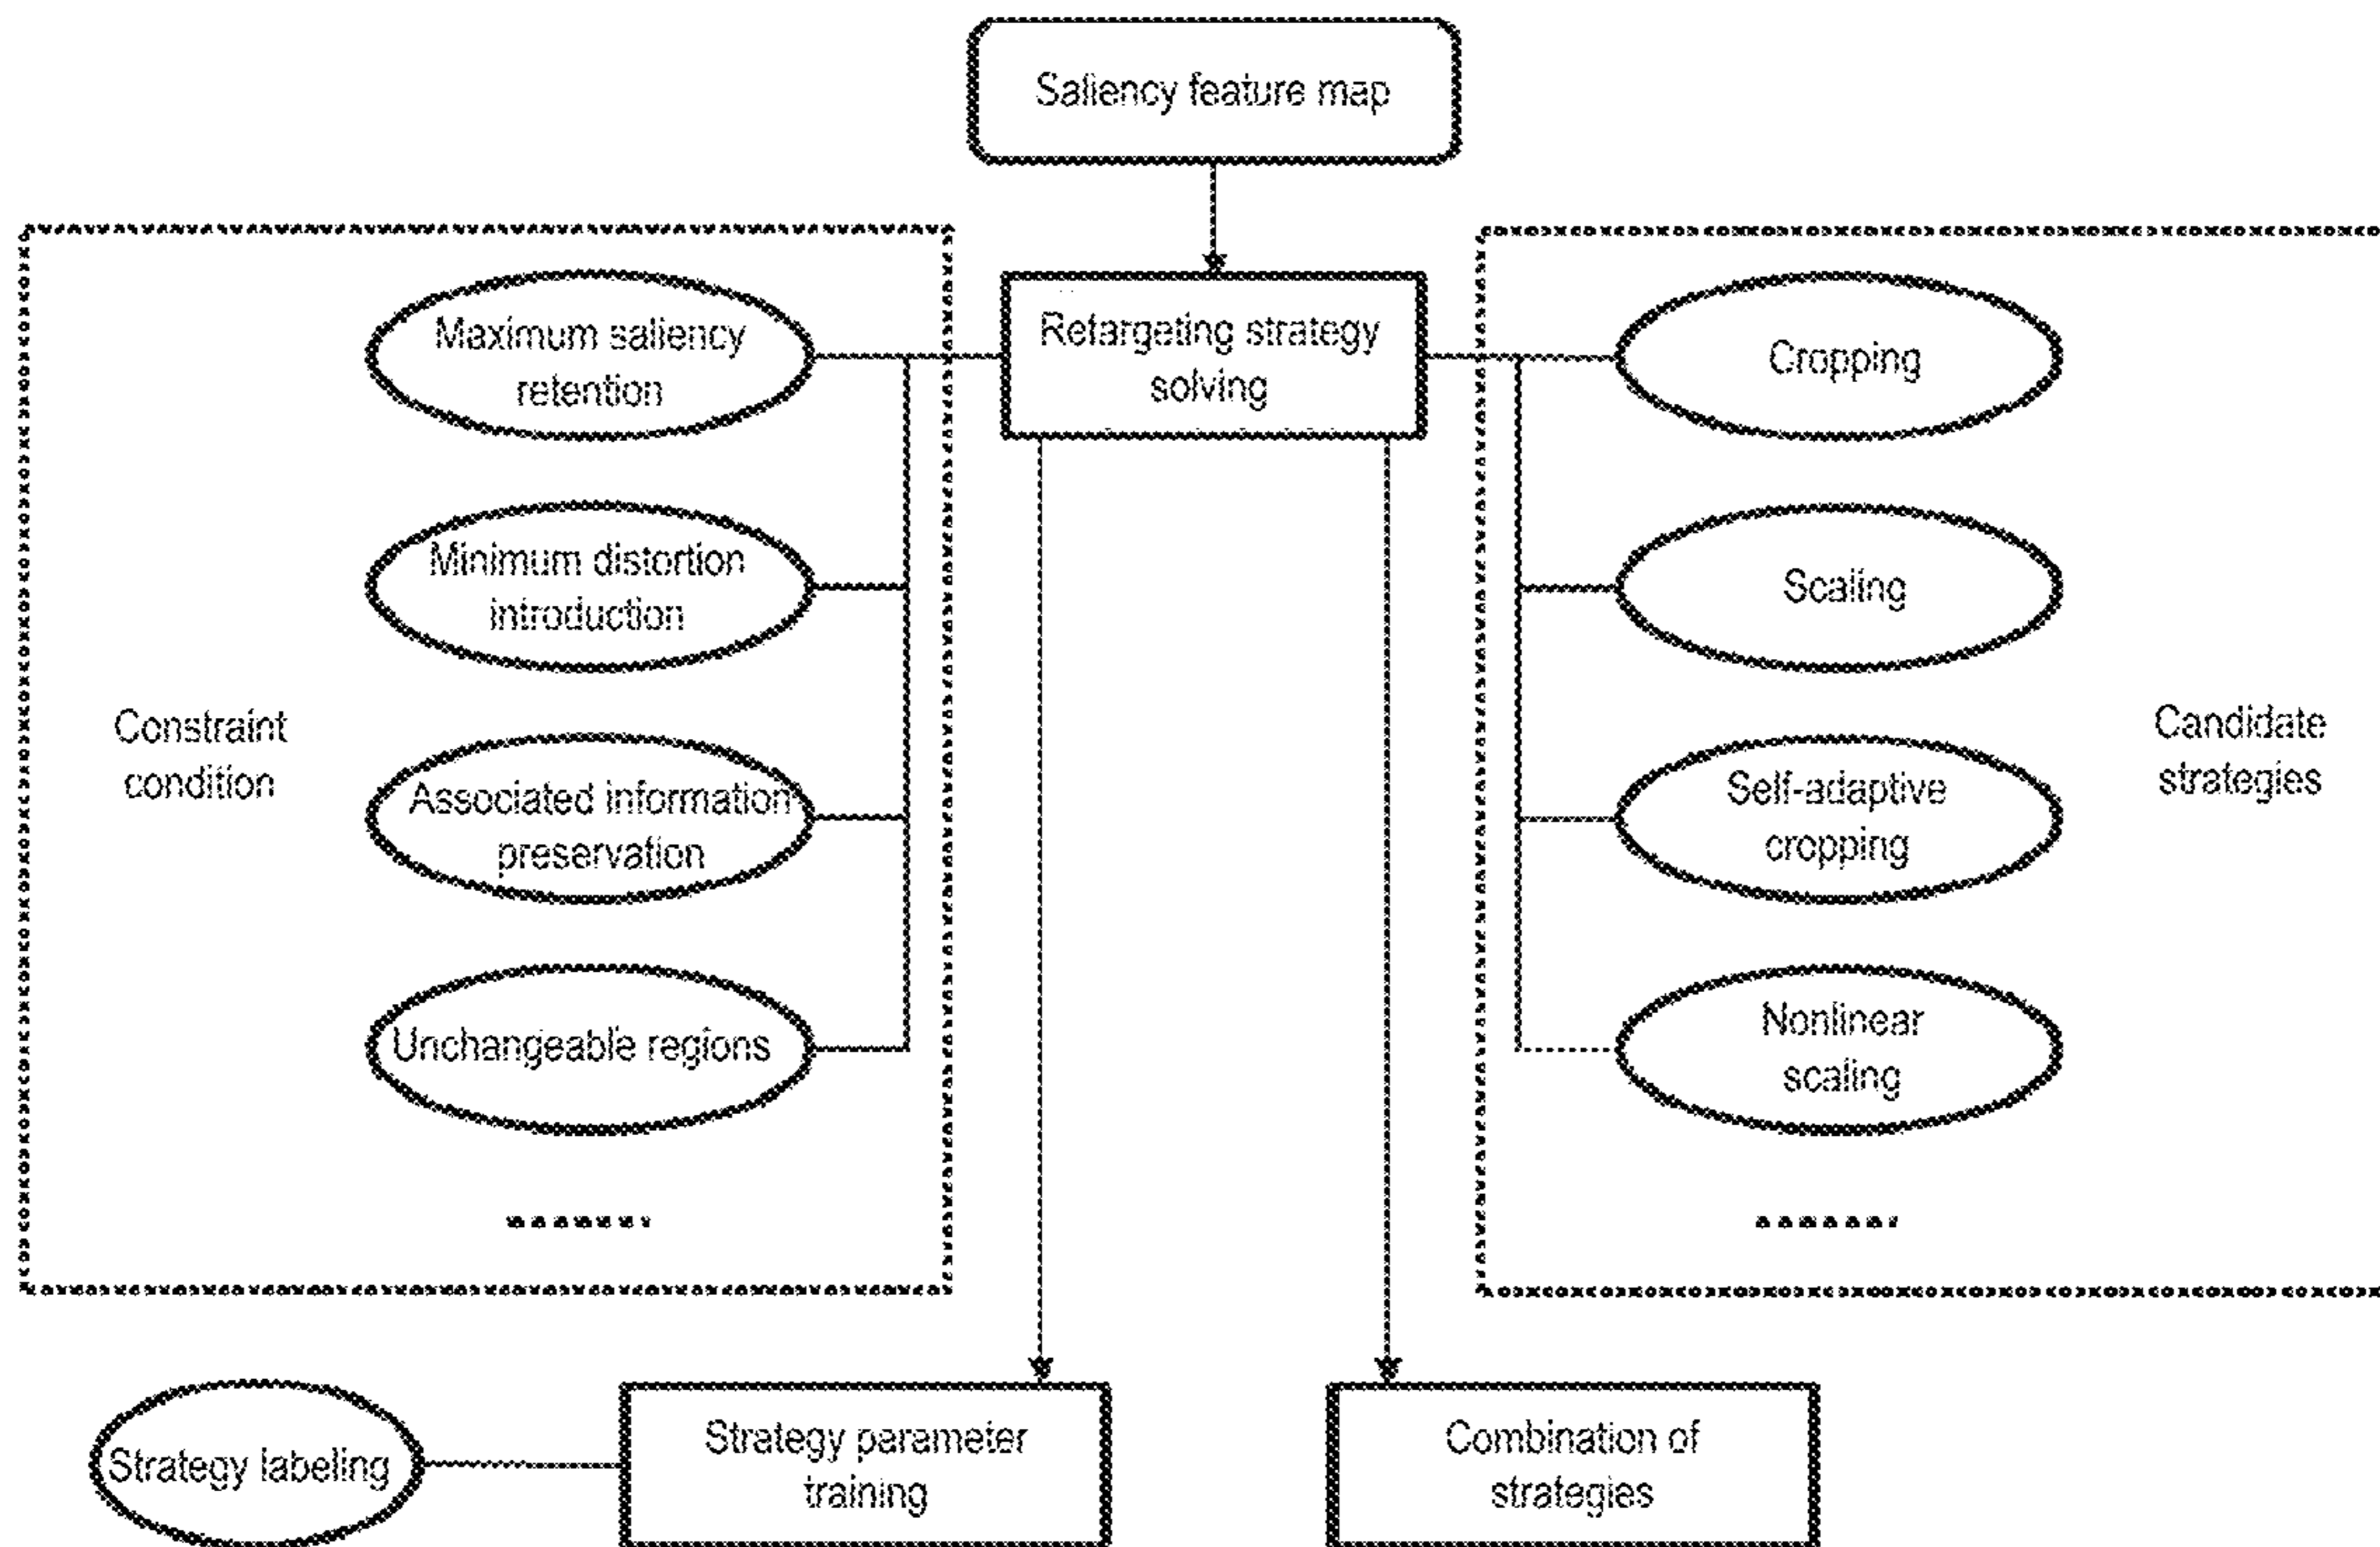 Saliency feature map
Maximum saliency
retention
Retargeting strategy
solving
Cropping
Minimum distortion
introduction
Scaling
Constraint
condition
Associated information
preservation
Self-adaptive
cropping
Candidate
strategies
Unchangeable regions
Nonlinear
scaling
.......
.......
Strategy labeling
Strategy parameter
training
Combination of
strategies